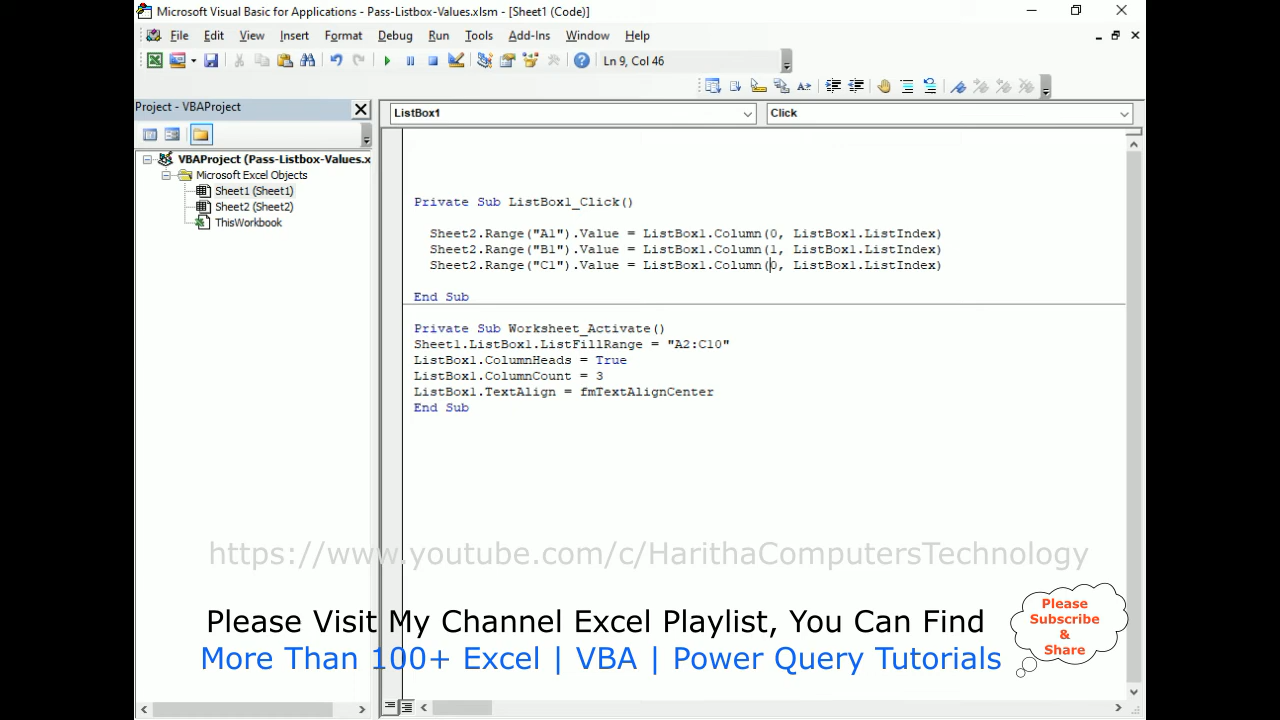 Microsoft Visual Basic for Applications - Pass-Listbox-Values.xlsm - [Sheet1 (Code)]
File Edit View Insert Format Debug Run Tools Add-Ins Window Help
Ln 9, Col 46
Project - VBAProject
ListBox1
Click
VBAProject (Pass-Listbox-Values.x
Microsoft Excel Objects
Sheet1 (Sheet1)
Sheet2 (Sheet2)
ThisWorkbook
Private Sub ListBox1_Click()
Sheet2.Range("A1").Value = ListBox1.Column(0, ListBox1.ListIndex)
Sheet2.Range("B1").Value = ListBox1.Column(1, ListBox1.ListIndex)
Sheet2.Range("C1").Value = ListBox1.Column(0, ListBox1.ListIndex)
End Sub
Private Sub Worksheet_Activate()
Sheet1.ListBox1.ListFillRange = "A2:C10"
ListBox1.ColumnHeads = True
ListBox1.ColumnCount = 3
ListBox1.TextAlign = fmTextAlignCenter
End Sub
https://www.youtube.com/c/HarithaComputersTechnology
Please Visit My Channel Excel Playlist, You Can Find
More Than 100+ Excel | VBA | Power Query Tutorials
Please
Subscribe
&
Share